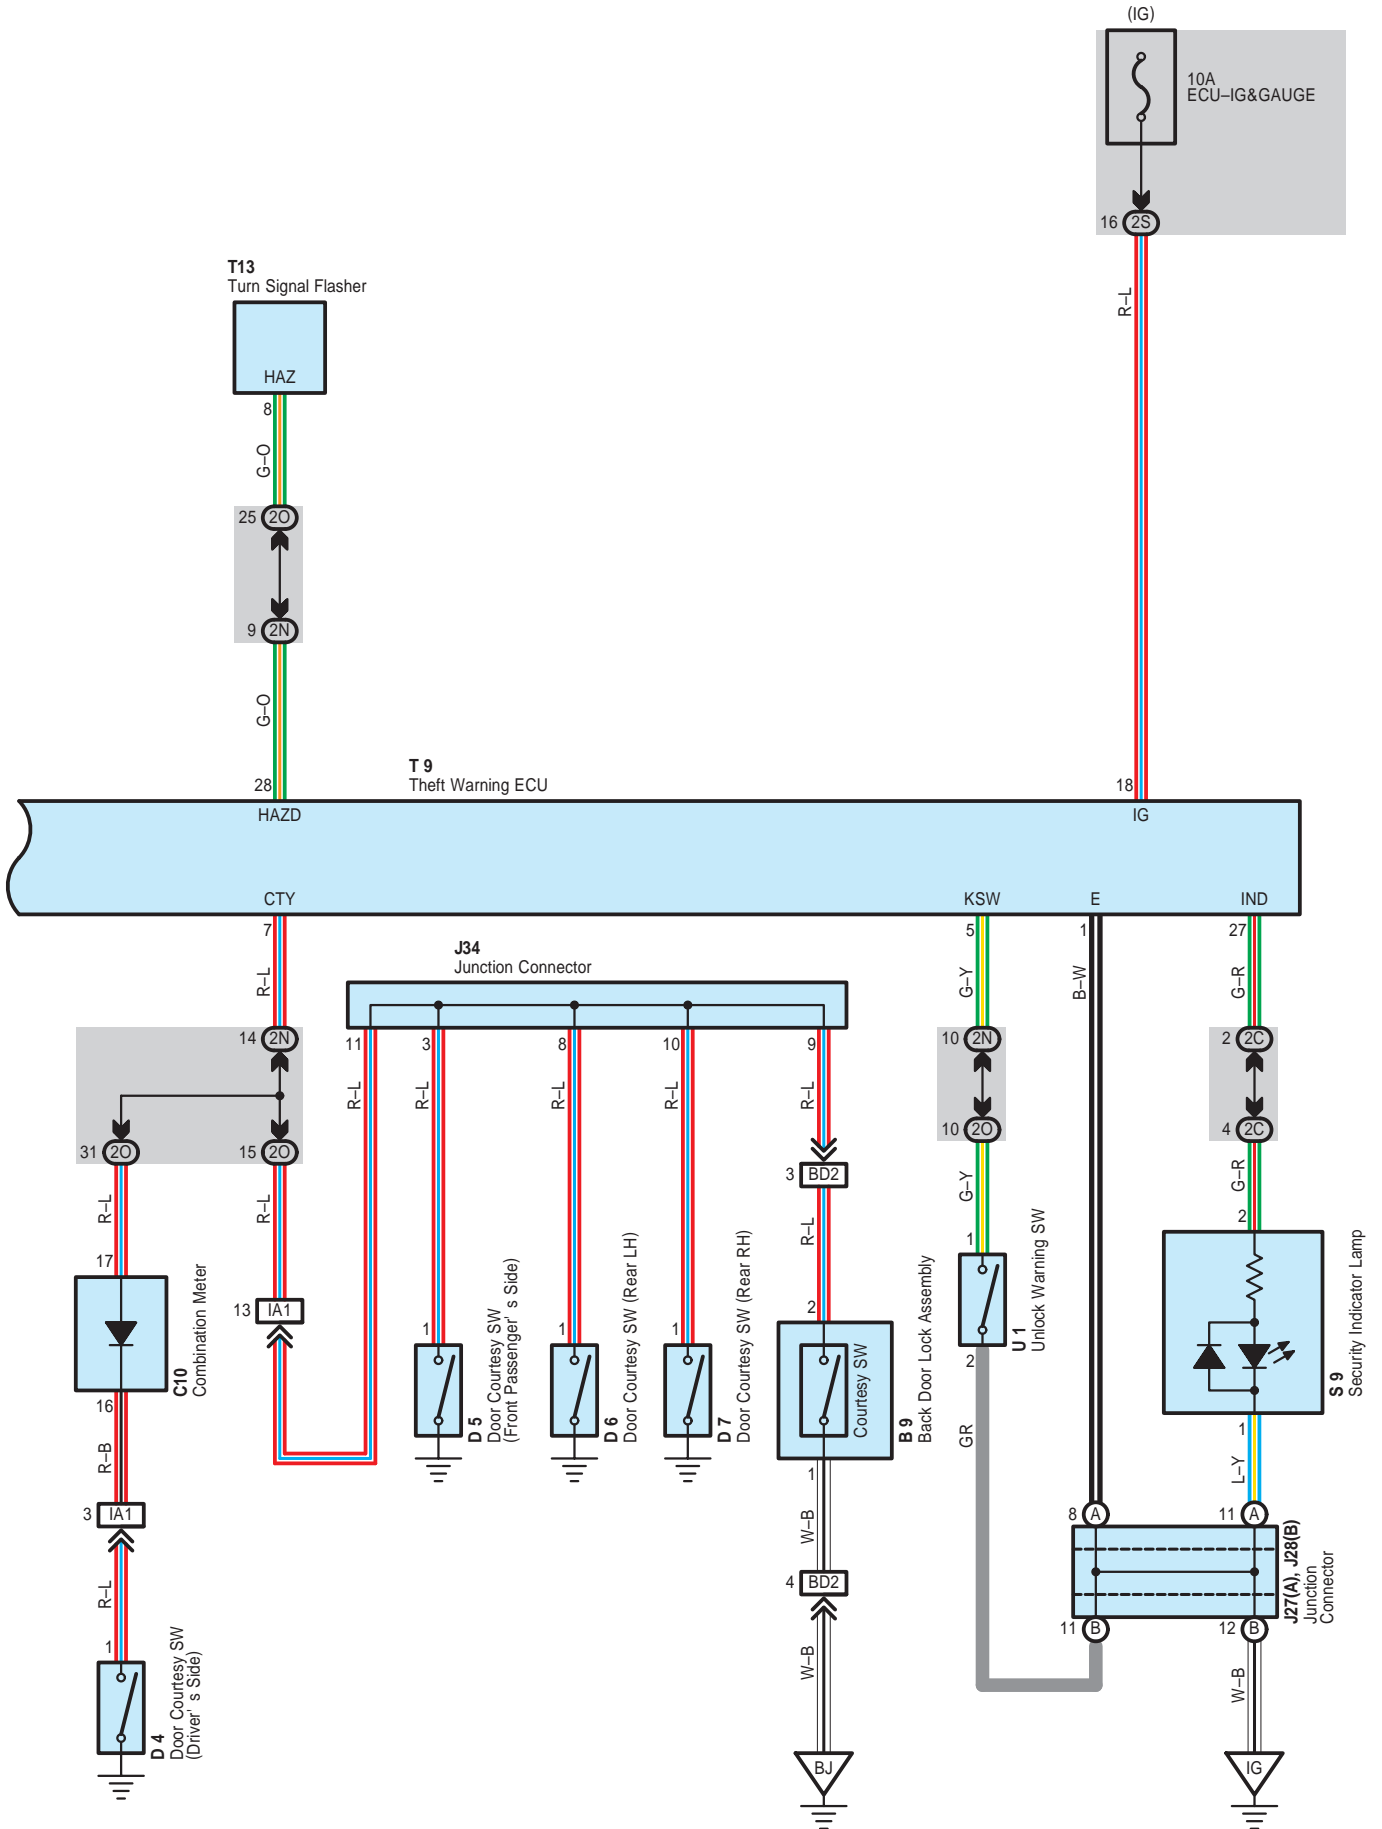 (IG)
10A
ECU–IG&GAUGE
16 2S
R–L
T13
Turn Signal Flasher
HAZ
8
G–O
25 2O
9 2N
G–O
28
T 9
Theft Warning ECU
18
HAZD
IG
CTY
KSW
E
IND
7
5
1
27
R–L
J34
Junction Connector
G–Y
B–W
G–R
14 2N
11
3
8
10
9
10 2N
2 2C
R–L
R–L
R–L
R–L
R–L
31 2O
15 2O
10 2O
4 2C
3 BD2
R–L
R–L
R–L
G–Y
G–R
17
2
1
2
C10
Combination Meter
13 IA1
1
1
1
D 5
Door Courtesy SW
(Front Passenger' s Side)
D 6
Door Courtesy SW (Rear LH)
D 7
Door Courtesy SW (Rear RH)
Courtesy SW
B 9
Back Door Lock Assembly
U 1
Unlock Warning SW
S 9
Security Indicator Lamp
16
2
1
R–B
1
GR
L–Y
3 IA1
W–B
8 A
11 A
R–L
4 BD2
J27(A), J28(B)
Junction
Connector
1
W–B
11 B
12 B
D 4
Door Courtesy SW
(Driver' s Side)
W–B
BJ
IG